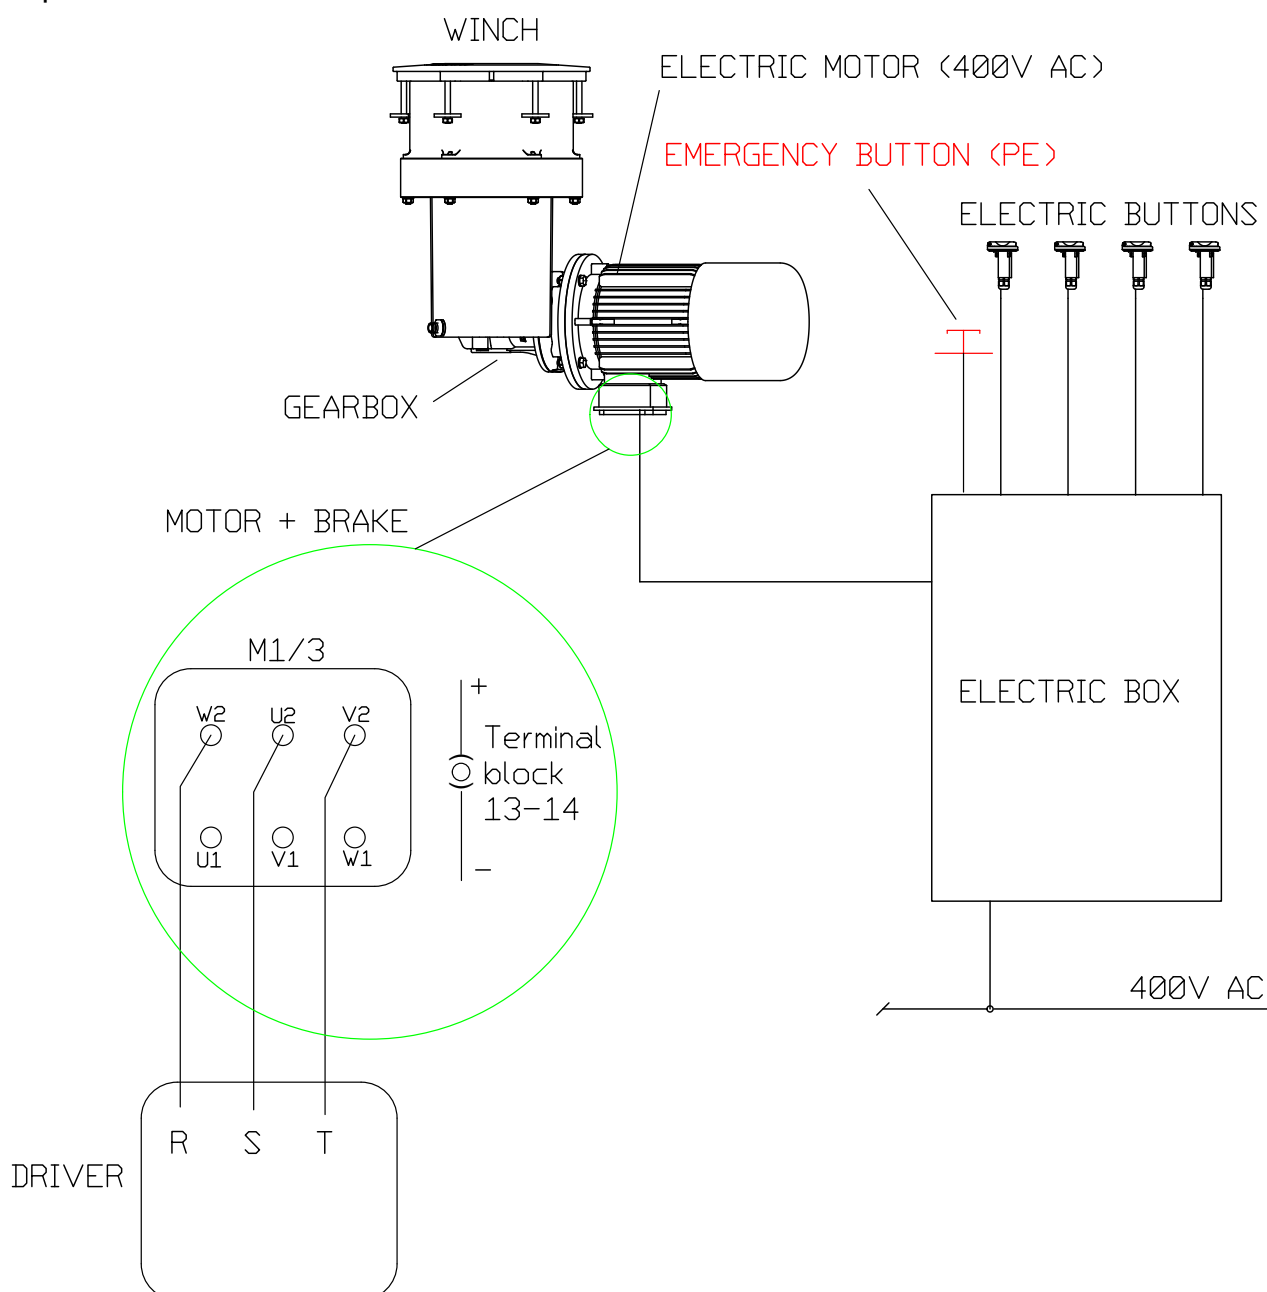 WINCH
ELECTRIC MOTOR (400V AC)
EMERGENCY BUTTON (PE)
ELECTRIC BUTTONS
GEARBOX
MOTOR + BRAKE
M1/3
W2 U2 V2
+
Terminal
block
13-14
U1 V1 W1
-
ELECTRIC BOX
400V AC
R S T
DRIVER